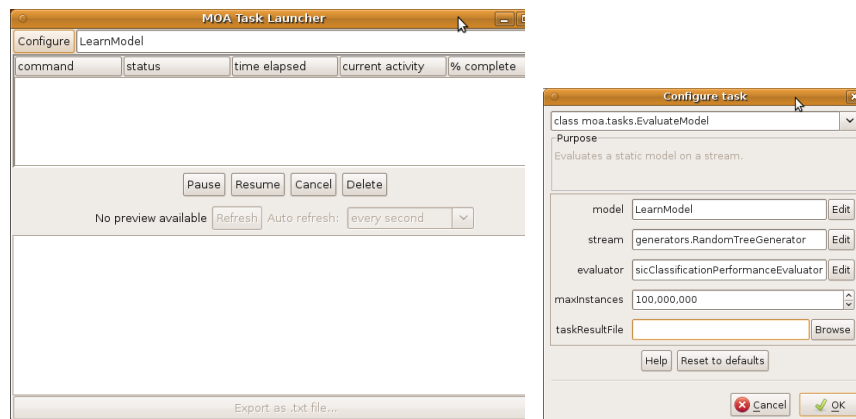 MOA Task Launcher
Configure LearnModel
command status time elapsed current activity % complete
Pause Resume Cancel Delete
No preview available Refresh Auto refresh: every second
Export as .txt file...
Configure task
class moa.tasks.EvaluateModel
Purpose
Evaluates a static model on a stream.
model LearnModel Edit
stream generators.RandomTreeGenerator Edit
evaluator sicClassificationPerformanceEvaluator Edit
maxInstances 100,000,000
taskResultFile Browse
Help Reset to defaults
Cancel OK